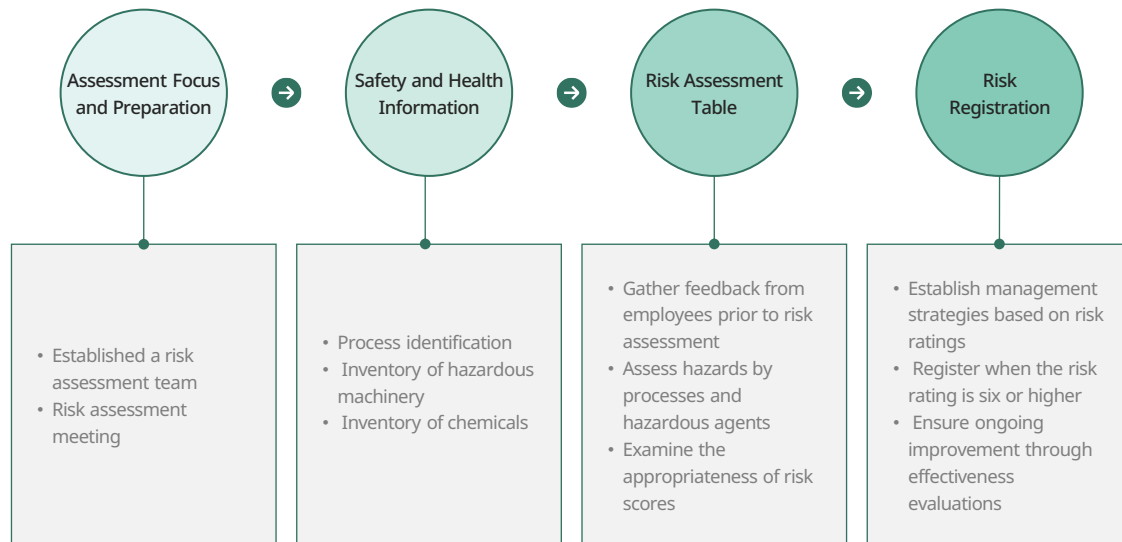 Assessment Focus
and Preparation
Safety and Health
Information
Risk Assessment
Table
Risk
Registration
• Established a risk
assessment team
• Risk assessment
meeting
• Process identification
• Inventory of hazardous
machinery
• Inventory of chemicals
• Gather feedback from
employees prior to risk
assessment
• Assess hazards by
processes and
hazardous agents
• Examine the
appropriateness of risk
scores
• Establish management
strategies based on risk
ratings
• Register when the risk
rating is six or higher
• Ensure ongoing
improvement through
effectiveness
evaluations